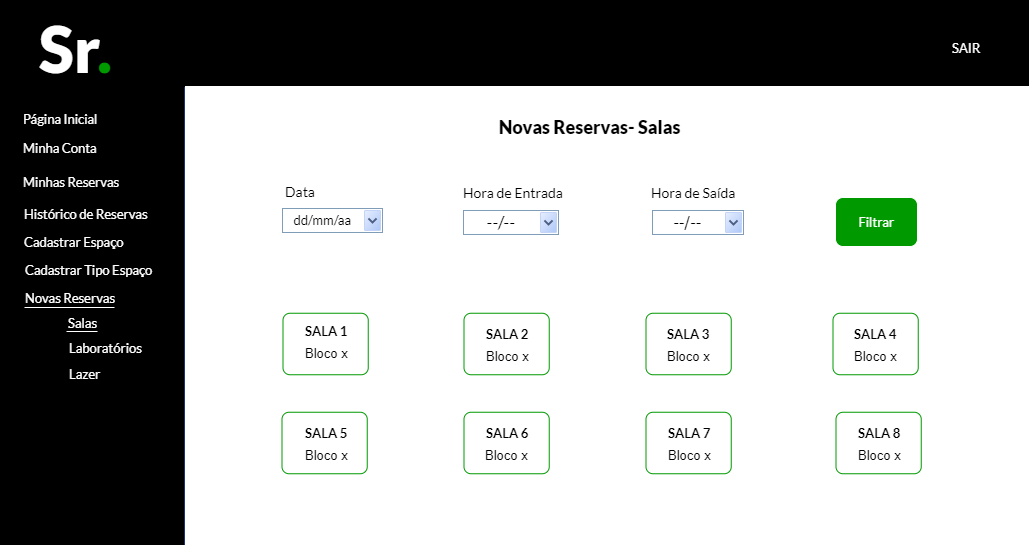 Sr.
SAIR
Página Inicial
Minha Conta
Minhas Reservas
Histórico de Reservas
Cadastrar Espaço
Cadastrar Tipo Espaço
Novas Reservas
Salas
Laboratórios
Lazer
Novas Reservas- Salas
Data
Hora de Entrada
Hora de Saída
dd/mm/aa
--/--
--/--
Filtrar
SALA 1
Bloco x
SALA 2
Bloco x
SALA 3
Bloco x
SALA 4
Bloco x
SALA 5
Bloco x
SALA 6
Bloco x
SALA 7
Bloco x
SALA 8
Bloco x